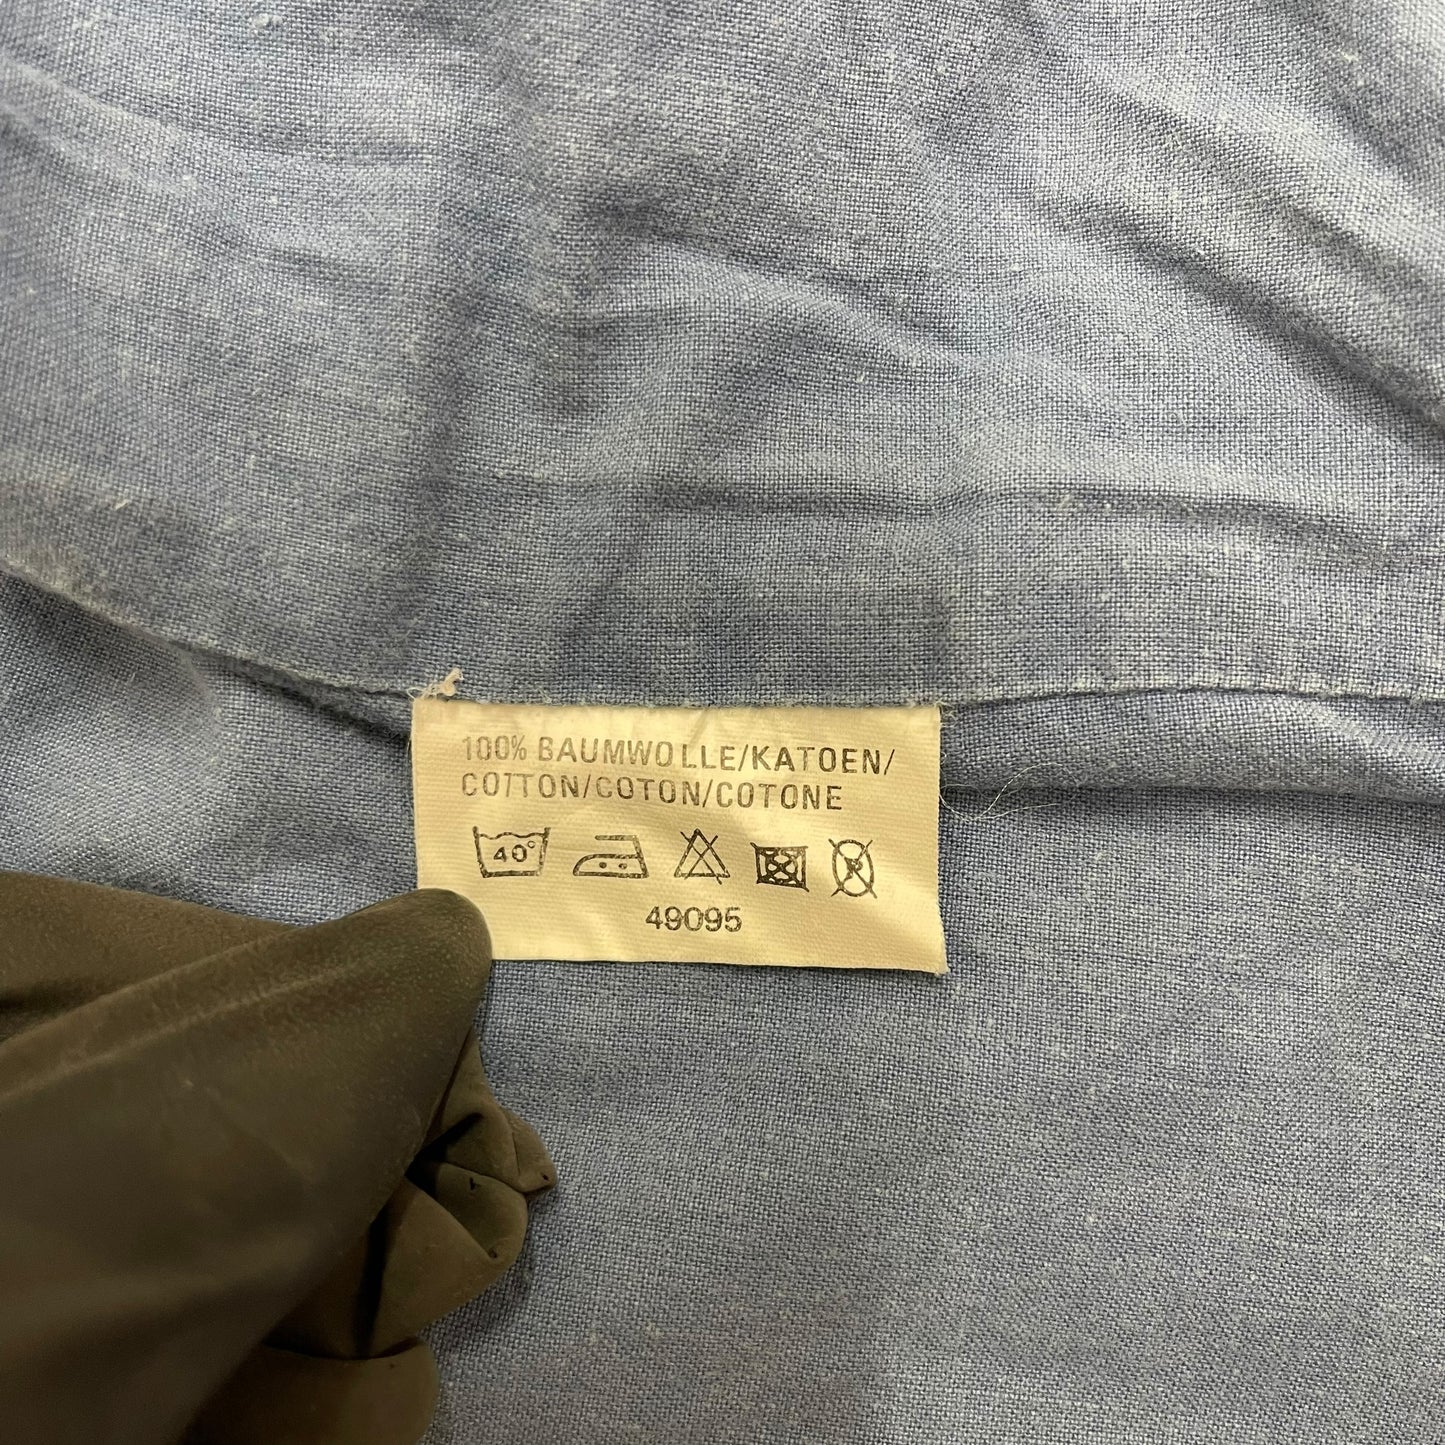 100% BAUMWOLLE/KATOEN/
COTTON/COTON/COTONE
40°
49095